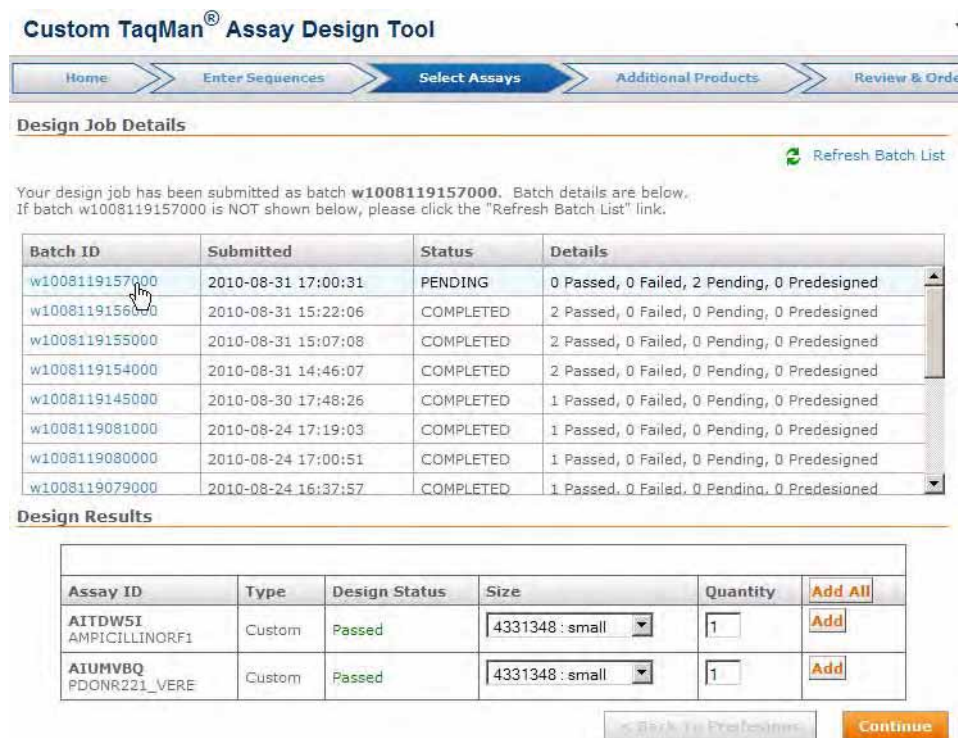 Custom TaqMan® Assay Design Tool
Home Enter Sequences Select Assays Additional Products Review & Orde
Design Job Details
Refresh Batch List
Your design job has been submitted as batch w1008119157000. Batch details are below.
If batch w1008119157000 is NOT shown below, please click the "Refresh Batch List" link.
Batch ID Submitted Status Details
w1008119157000 2010-08-31 17:00:31 PENDING 0 Passed, 0 Failed, 2 Pending, 0 Predesigned
w1008119156000 2010-08-31 15:22:06 COMPLETED 2 Passed, 0 Failed, 0 Pending, 0 Predesigned
w1008119155000 2010-08-31 15:07:08 COMPLETED 2 Passed, 0 Failed, 0 Pending, 0 Predesigned
w1008119154000 2010-08-31 14:46:07 COMPLETED 2 Passed, 0 Failed, 0 Pending, 0 Predesigned
w1008119145000 2010-08-30 17:48:26 COMPLETED 1 Passed, 0 Failed, 0 Pending, 0 Predesigned
w1008119081000 2010-08-24 17:19:03 COMPLETED 1 Passed, 0 Failed, 0 Pending, 0 Predesigned
w1008119080000 2010-08-24 17:00:51 COMPLETED 1 Passed, 0 Failed, 0 Pending, 0 Predesigned
w1008119079000 2010-08-24 16:37:57 COMPLETED 1 Passed, 0 Failed, 0 Pending, 0 Predesigned
Design Results
Assay ID Type Design Status Size Quantity Add All
AITDW5I Custom Passed 4331348 : small 1 Add
AMPICILLINORF1
AIUMVBQ Custom Passed 4331348 : small 1 Add
PDONR221_VERE
< Back To Predesigns Continue